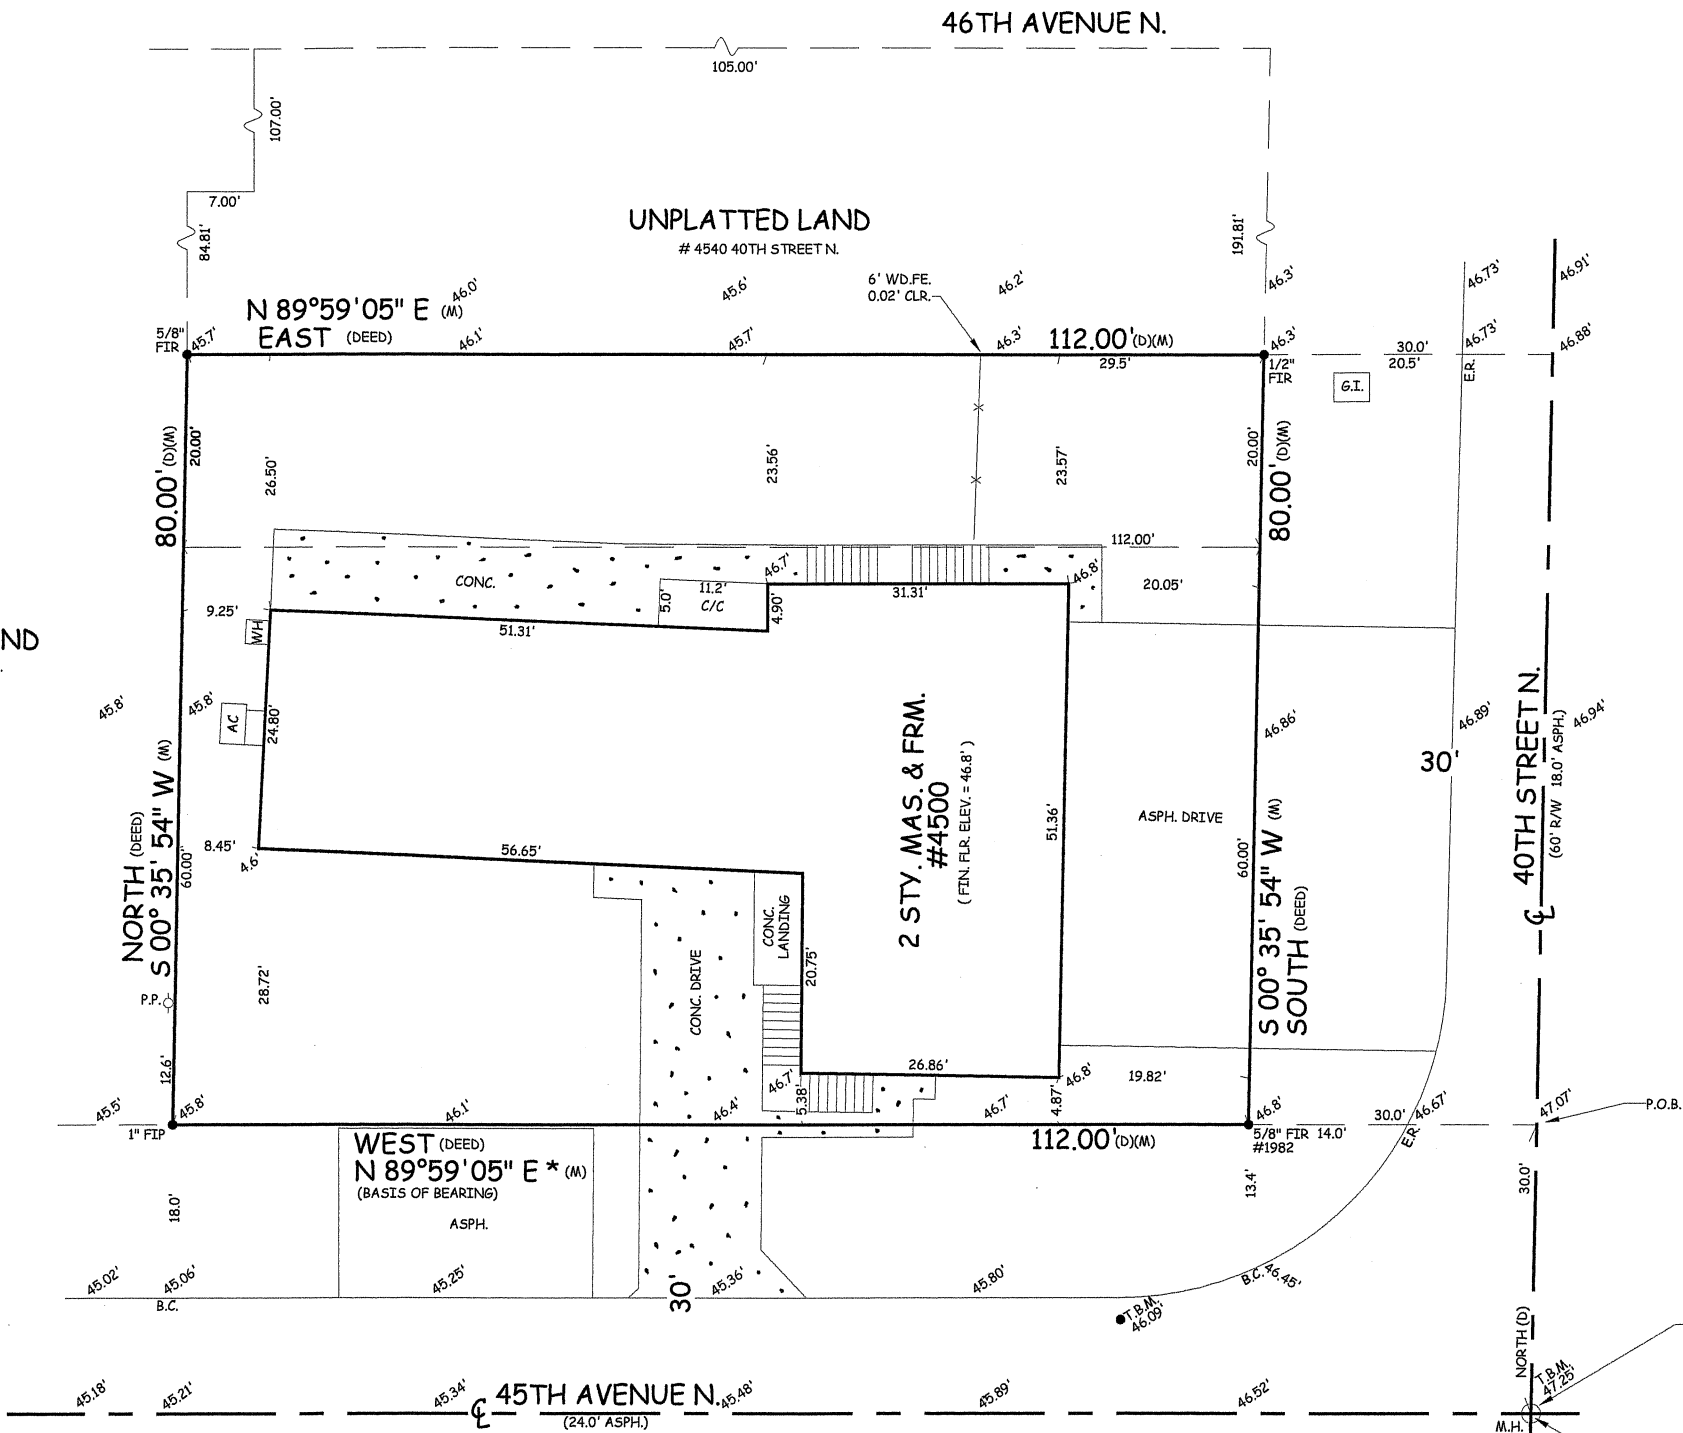 46TH AVENUE N.
105.00'
107.00'
7.00'
84.81'
191.81'
UNPLATTED LAND
# 4540 40TH STREET N.
6' WD.FE.
0.02' CLR.
46.0'
45.6'
46.2'
46.3'
46.73'
46.91'
N 89°59'05" E (M)
EAST (DEED)
5/8"
FIR
45.7'
46.1'
45.7'
46.3'
112.00' (D)(M)
29.5'
46.3'
1/2"
FIR
30.0'
20.5'
46.73'
46.88'
E.R.
G.I.
80.00' (D)(M)
20.00'
26.50'
23.56'
23.57'
20.00'
80.00' (D)(M)
112.00'
CONC.
46.7'
46.8'
11.2'
C/C
5.0'
4.90'
31.31'
20.05'
9.25'
WH
51.31'
ND
45.8'
45.8'
AC
24.80'
2 STY. MAS. & FRM.
#4500
( FIN. FLR. ELEV. = 46.8' )
51.36'
ASPH. DRIVE
46.86'
46.89'
46.94'
30'
40TH STREET N.
(60' R/W 18.0' ASPH.)
NORTH (DEED)
S 00° 35' 54" W (M)
60.00'
8.45'
4.6'
56.65'
28.72'
P.P.
12.6'
CONC. DRIVE
CONC.
LANDING
20.75'
60.00'
S 00° 35' 54" W (M)
SOUTH (DEED)
26.86'
46.7'
5.38'
46.8'
4.87'
19.82'
45.5'
45.8'
46.1'
46.4'
46.7'
46.8'
30.0'
46.67'
47.07'
P.O.B.
1" FIP
WEST (DEED)
N 89°59'05" E * (M)
(BASIS OF BEARING)
ASPH.
112.00' (D)(M)
5/8" FIR 14.0'
#1982
E.R.
18.0'
13.4'
30.0'
45.02'
45.06'
45.25'
45.36'
45.80'
B.C. 46.45'
B.C.
30'
T.B.M.
46.09'
NORTH (D)
T.B.M.
47.25'
45.18'
45.21'
45.34'
45TH AVENUE N.
(24.0' ASPH.)
45.48'
45.89'
46.52'
M.H.